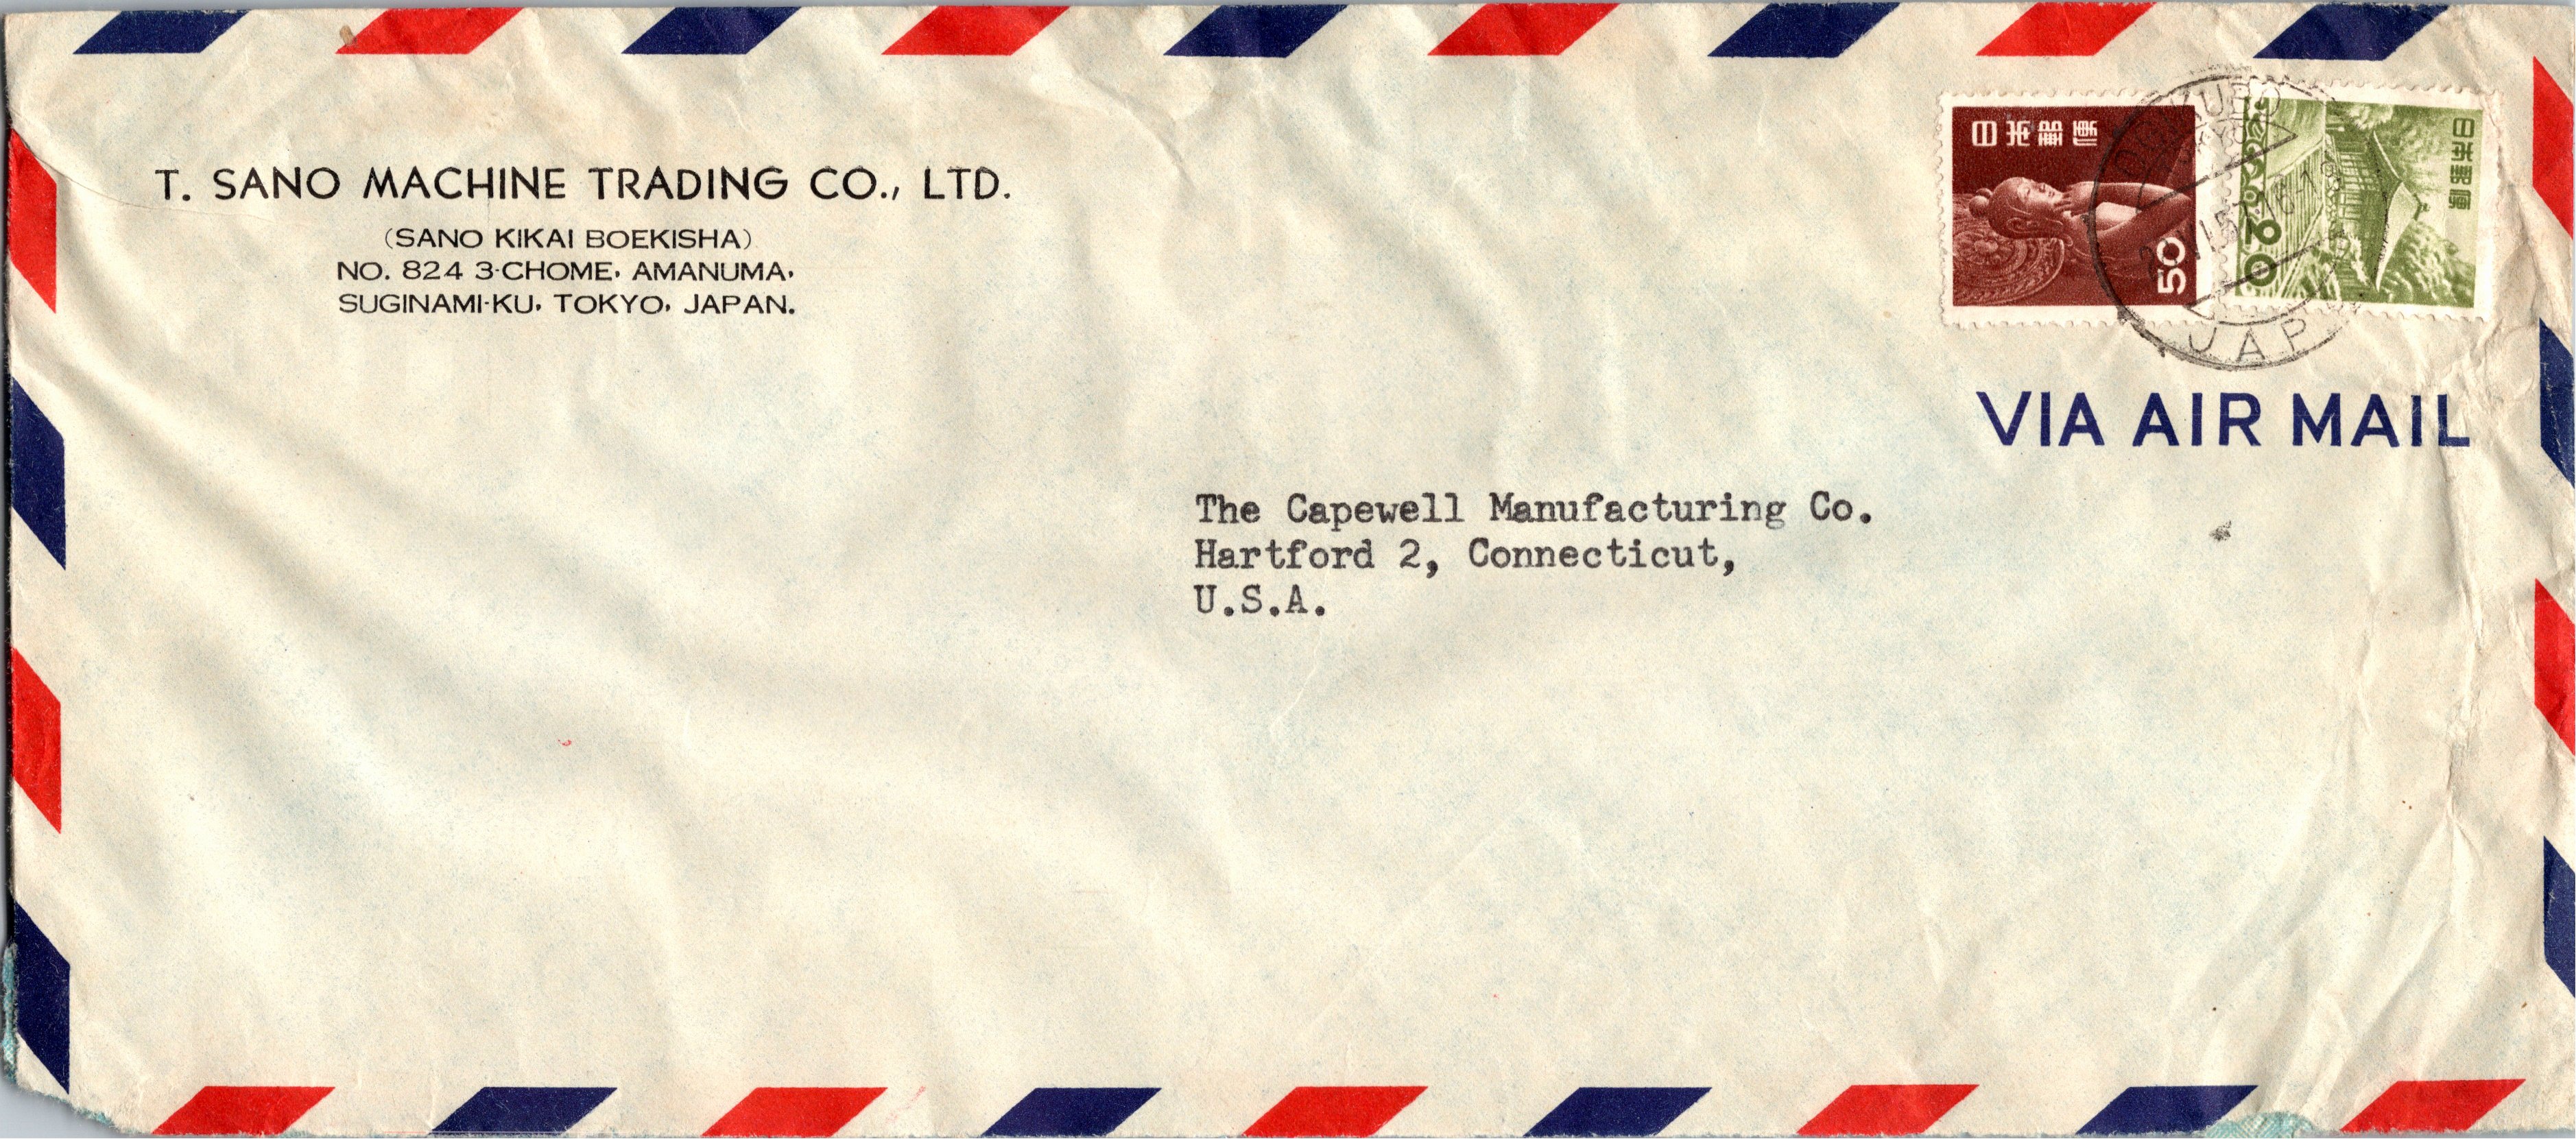 T. SANO MACHINE TRADING CO., LTD.
(SANO KIKAI BOEKISHA)
NO. 824 3-CHOME, AMANUMA,
SUGINAMI-KU, TOKYO, JAPAN.
日本郵便
50
日本郵便
20
JAP
VIA AIR MAIL
The Capewell Manufacturing Co.
Hartford 2, Connecticut,
U.S.A.